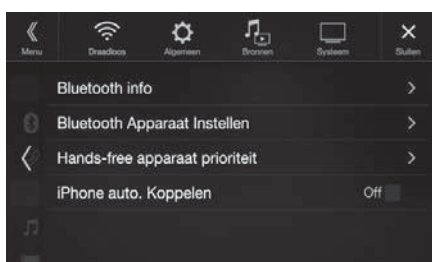 Menu Draadloos Algemeen Bronnen Systeem Sluiten
Bluetooth info
Bluetooth Apparaat Instellen
Hands-free apparaat prioriteit
iPhone auto. Koppelen Off